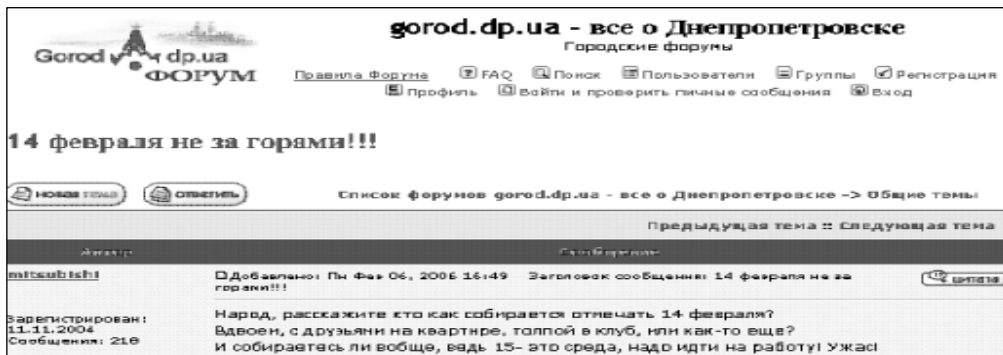 gorod.dp.ua - все о Днепропетровске
Городские форумы
Gorod dp.ua
ФОРУМ
Правила Форума FAQ Поиск Пользователи Группы Регистрация
Профиль Войти и проверить личные сообщения Вход
14 февраля не за горами!!!
новая тема ответить Список форумов gorod.dp.ua - все о Днепропетровске -> Общие темы
Предыдущая тема :: Следующая тема
Автор Сообщение
mitsubishi
Добавлено: Пн Фев 06, 2006 16:49 Заголовок сообщения: 14 февраля не за
горами!!!
цитата
Зарегистрирован:
11.11.2004
Сообщения: 218
Народ, расскажите кто как собирается отмечать 14 февраля?
Вдвоем, с друзьями на квартире, толпой в клуб, или как-то еще?
И собираетесь ли вобще, ведь 15- это среда, надо идти на работу! Ужас!